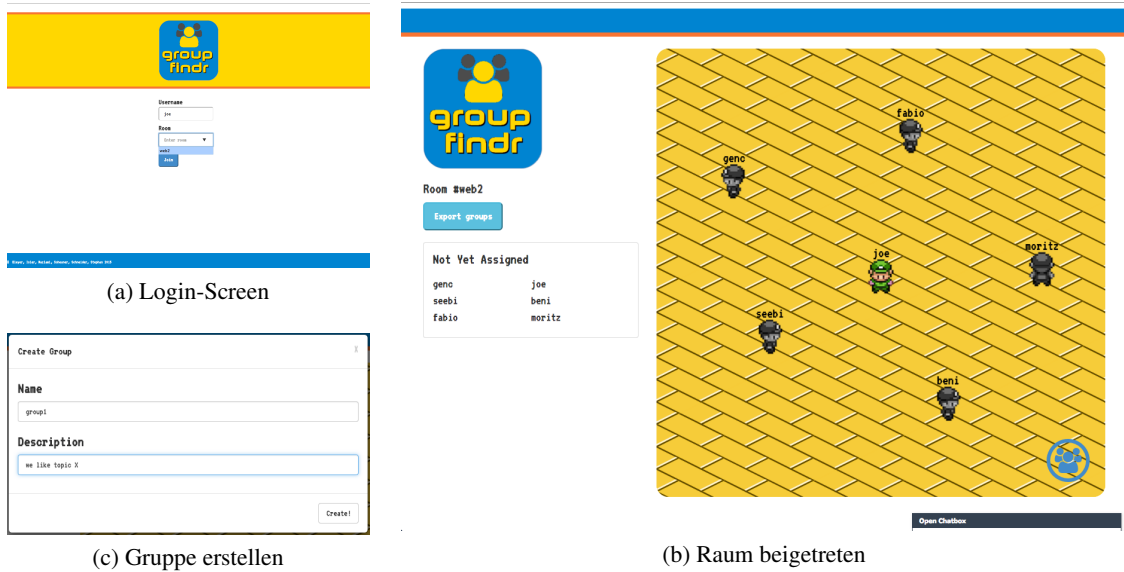 group
findr
Username
joe
Room
Enter room
web2
Join
(a) Login-Screen
Create Group
X
Name
group1
Description
we like topic X
Create!
(c) Gruppe erstellen
group
findr
Room #web2
Export groups
Not Yet Assigned
genc joe
seebi beni
fabio moritz
fabio
genc
joe
moritz
seebi
beni
Open Chatbox
(b) Raum beigetreten